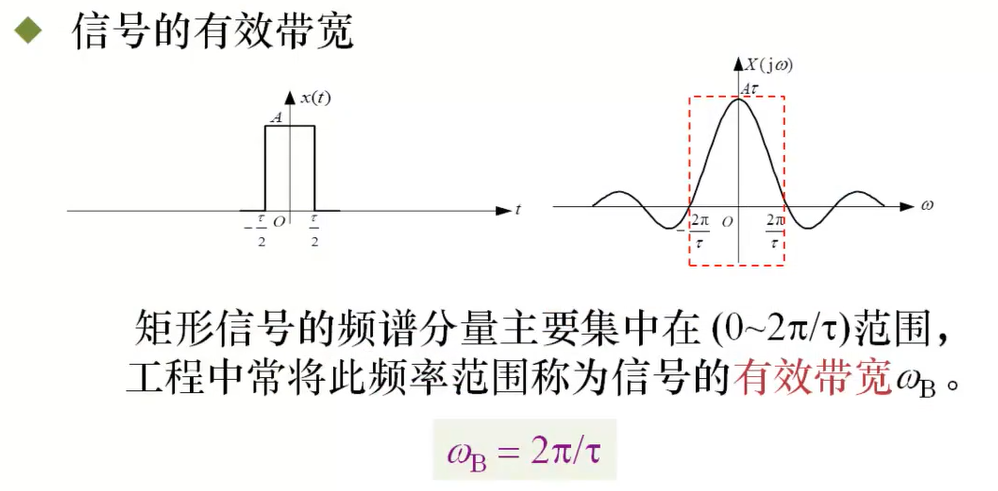 信号的有效带宽
x(t)
A
-τ/2 O τ/2 t
X(jω)
Aτ
-2π/τ O 2π/τ ω
矩形信号的频谱分量主要集中在 (0~2π/τ)范围，
工程中常将此频率范围称为信号的有效带宽ωB。
ωB = 2π/τ